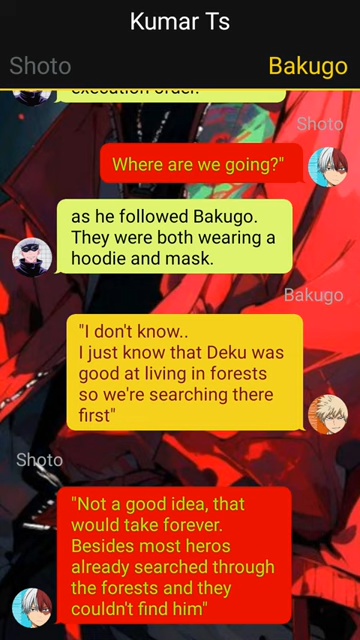 Kumar Ts
Shoto
Bakugo
execution order.
Shoto
Where are we going?"
as he followed Bakugo.
They were both wearing a
hoodie and mask.
Bakugo
"I don't know..
I just know that Deku was
good at living in forests
so we're searching there
first"
Shoto
"Not a good idea, that
would take forever.
Besides most heros
already searched through
the forests and they
couldn't find him"